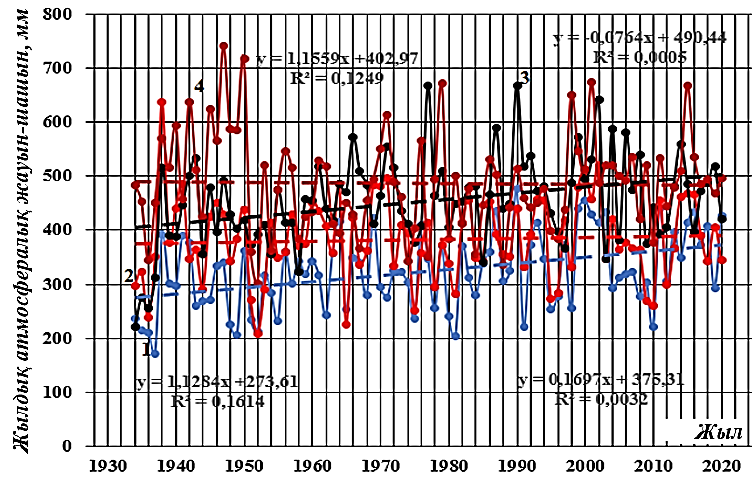 Жылдық атмосфералық жауын-шашын, мм
800
700
600
500
400
300
200
100
0
y = 1,1559x +402,97
R² = 0,1249
y = -0,0764x + 490,44
R² = 0,0005
4
3
2
1
y = 1,1284x +273,61
R² = 0,1614
y = 0,1697x + 375,31
R² = 0,0032
Жыл
1930 1940 1950 1960 1970 1980 1990 2000 2010 2020